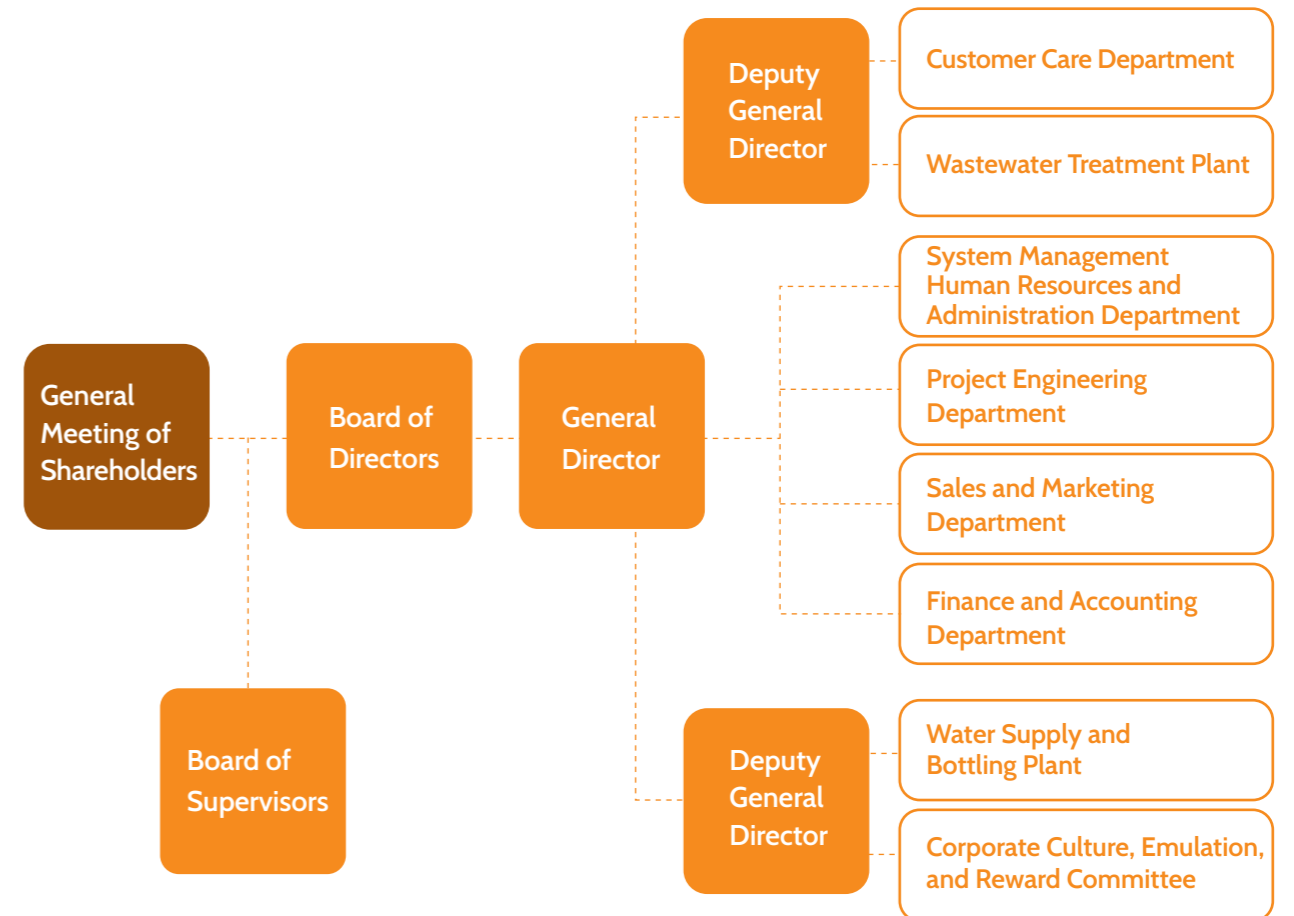 General
Meeting of
Shareholders
Board of
Supervisors
Board of
Directors
General
Director
Deputy
General
Director
Customer Care Department
Wastewater Treatment Plant
System Management
Human Resources and
Administration Department
Project Engineering
Department
Sales and Marketing
Department
Finance and Accounting
Department
Deputy
General
Director
Water Supply and
Bottling Plant
Corporate Culture, Emulation,
and Reward Committee